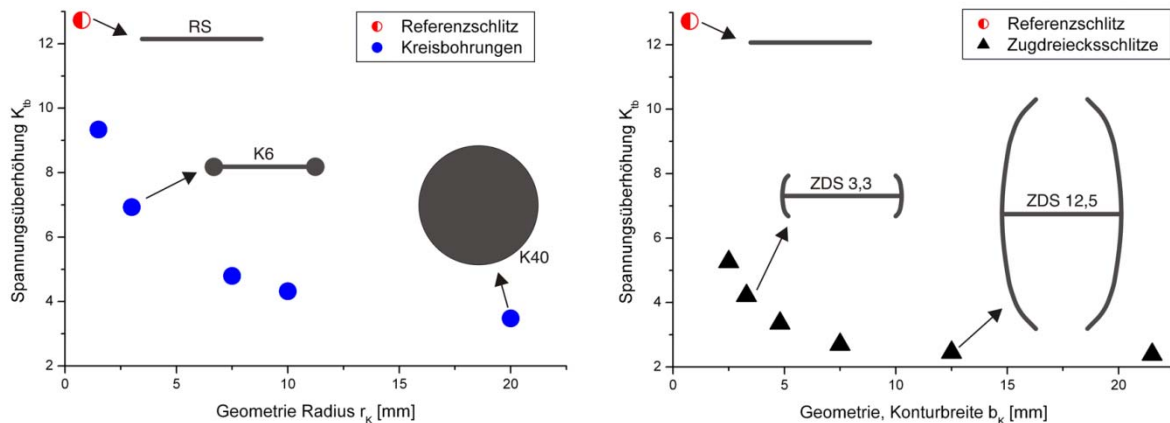 Spannungsüberhöhung K_tb
12
10
8
6
4
2
0
5
10
15
20
Geometrie Radius r_K [mm]
RS
Referenzschlitz
Kreisbohrungen
K6
K40
Spannungsüberhöhung K_tb
12
10
8
6
4
2
0
5
10
15
20
Geometrie, Konturbreite b_K [mm]
Referenzschlitz
Zugdreiecksschlitze
ZDS 3,3
ZDS 12,5